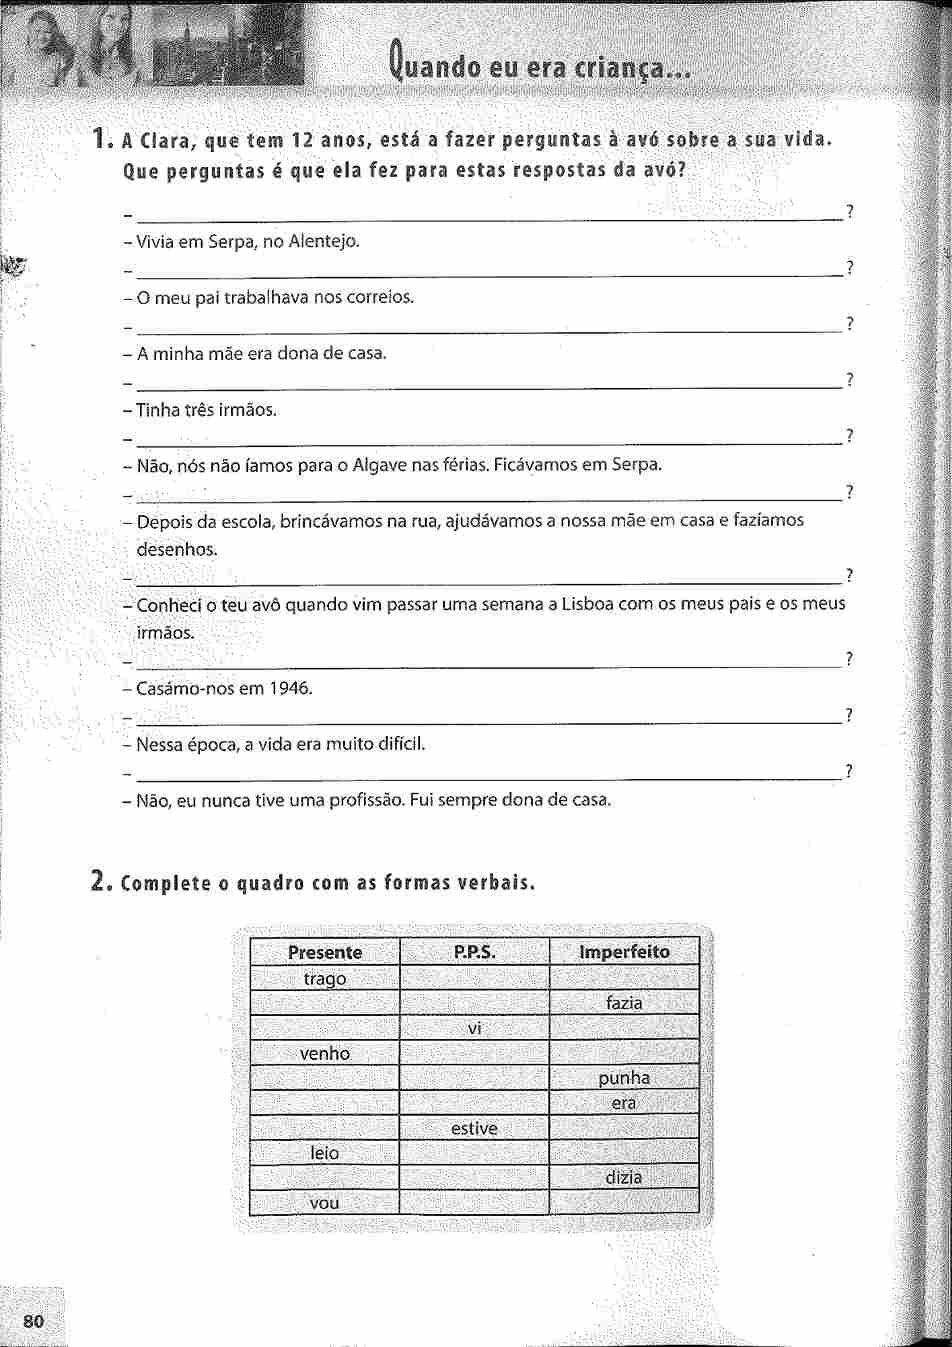 Quando eu era criança...
1. A Clara, que tem 12 anos, está a fazer perguntas à avó sobre a sua vida.
Que perguntas é que ela fez para estas respostas da avó?
– ?
– Vivia em Serpa, no Alentejo.
– ?
– O meu pai trabalhava nos correios.
– ?
– A minha mãe era dona de casa.
– ?
– Tinha três irmãos.
– ?
– Não, nós não íamos para o Algave nas férias. Ficávamos em Serpa.
– ?
– Depois da escola, brincávamos na rua, ajudávamos a nossa mãe em casa e fazíamos
desenhos.
– ?
– Conheci o teu avô quando vim passar uma semana a Lisboa com os meus pais e os meus
irmãos.
– ?
– Casámo-nos em 1946.
– ?
– Nessa época, a vida era muito difícil.
– ?
– Não, eu nunca tive uma profissão. Fui sempre dona de casa.
2. Complete o quadro com as formas verbais.
Presente P.P.S. Imperfeito
trago
fazia
vi
venho
punha
era
estive
leio
dizia
vou
80